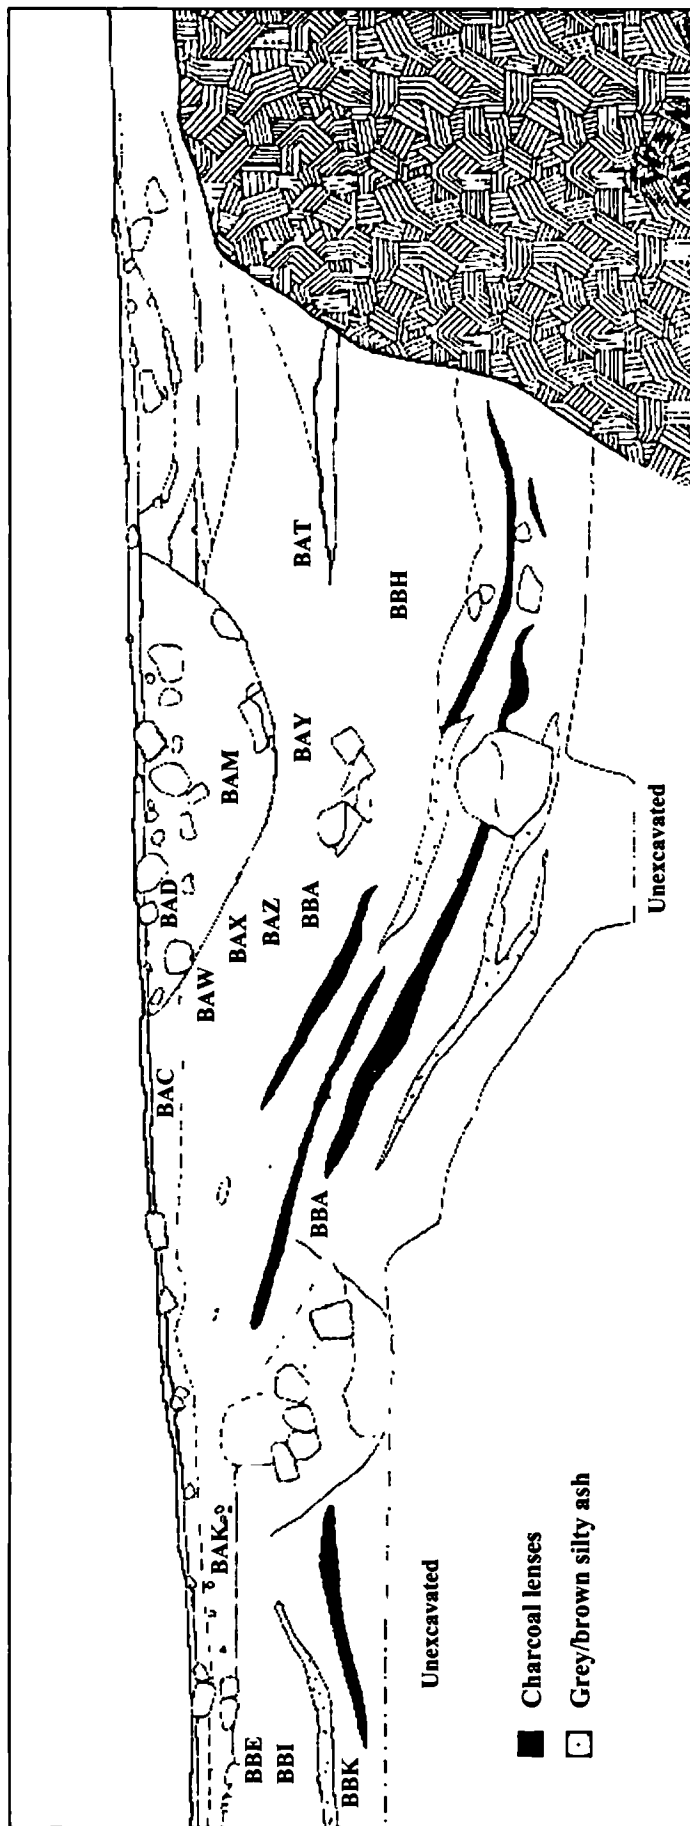 BAC
BAD
BAW
BAM
BAX
BAK
BAZ
BAY
BAT
BBE
BBA
BBA
BBI
BBH
BBK
Unexcavated
Unexcavated
Charcoal lenses
Grey/brown silty ash